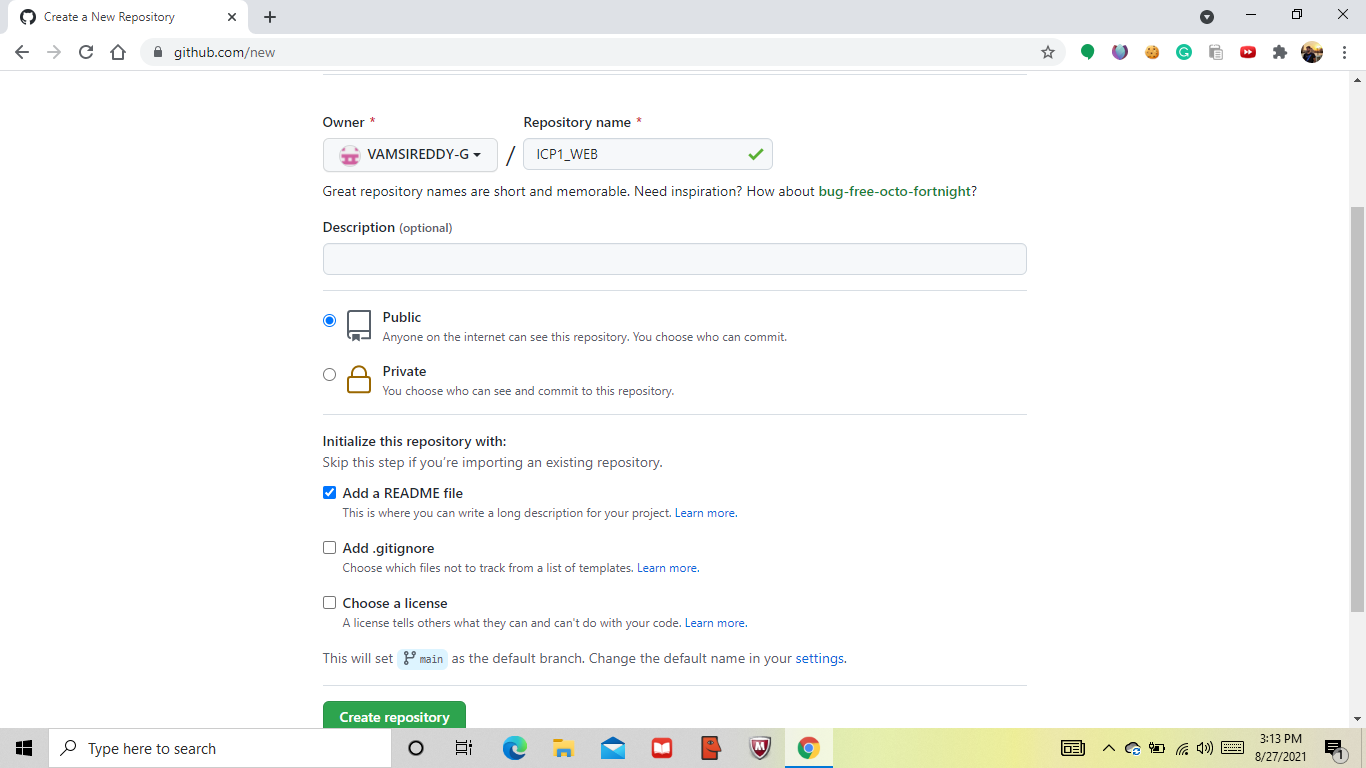 Create a New Repository
github.com/new
Owner *
Repository name *
VAMSIREDDY-G / ICP1_WEB
Great repository names are short and memorable. Need inspiration? How about bug-free-octo-fortnight?
Description (optional)
Public
Anyone on the internet can see this repository. You choose who can commit.
Private
You choose who can see and commit to this repository.
Initialize this repository with:
Skip this step if you're importing an existing repository.
Add a README file
This is where you can write a long description for your project. Learn more.
Add .gitignore
Choose which files not to track from a list of templates. Learn more.
Choose a license
A license tells others what they can and can't do with your code. Learn more.
This will set main as the default branch. Change the default name in your settings.
Create repository
Type here to search
3:13 PM
8/27/2021
1